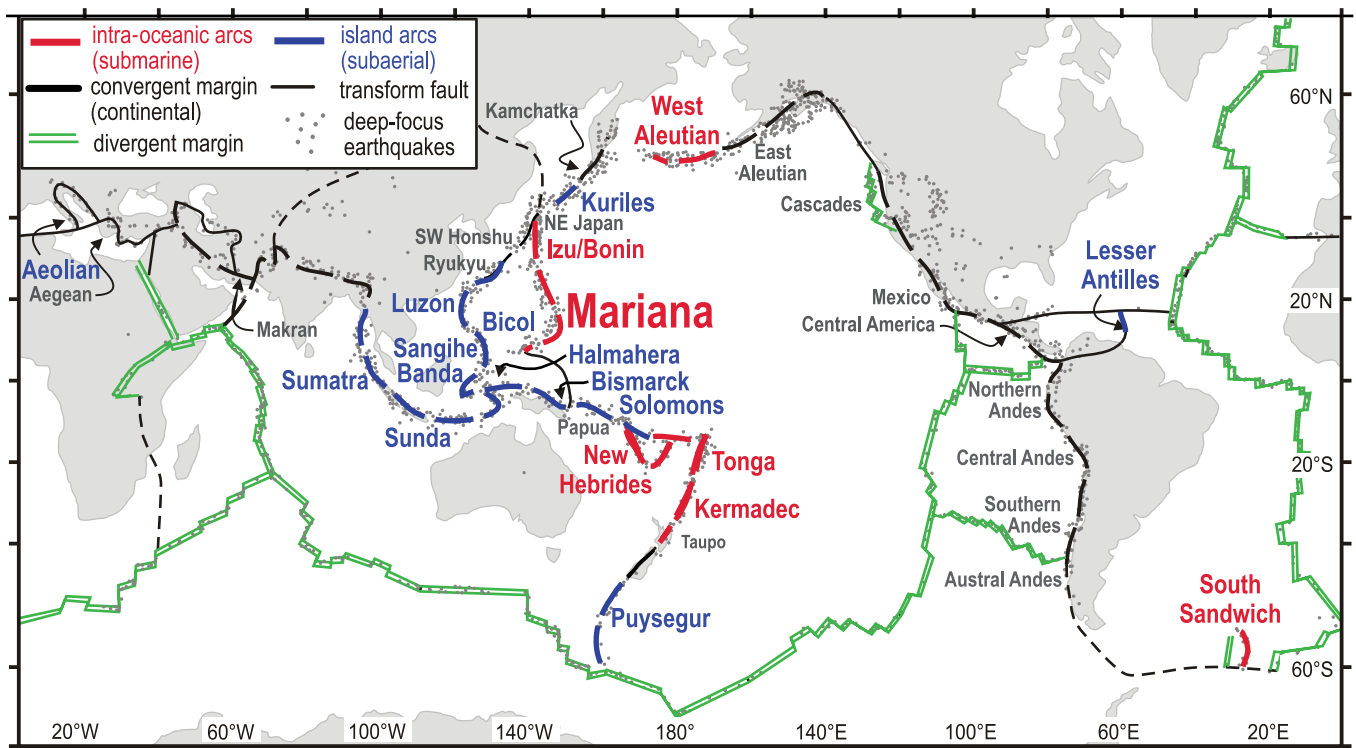 intra-oceanic arcs
(submarine)
island arcs
(subaerial)
convergent margin
(continental)
transform fault
divergent margin
deep-focus
earthquakes
Kamchatka
West
Aleutian
East
Aleutian
60°N
Kuriles
Cascades
NE Japan
SW Honshu
Ryukyu
Izu/Bonin
Aeolian
Aegean
Lesser
Antilles
Luzon
Mariana
Mexico
20°N
Makran
Bicol
Central America
Sangihe
Banda
Halmahera
Sumatra
Bismarck
Solomons
Northern
Andes
Sunda
Papua
New
Hebrides
Tonga
Central Andes
20°S
Kermadec
Southern
Andes
Taupo
Austral Andes
Puysegur
South
Sandwich
60°S
20°W
60°W
100°W
140°W
180°
140°E
100°E
60°E
20°E